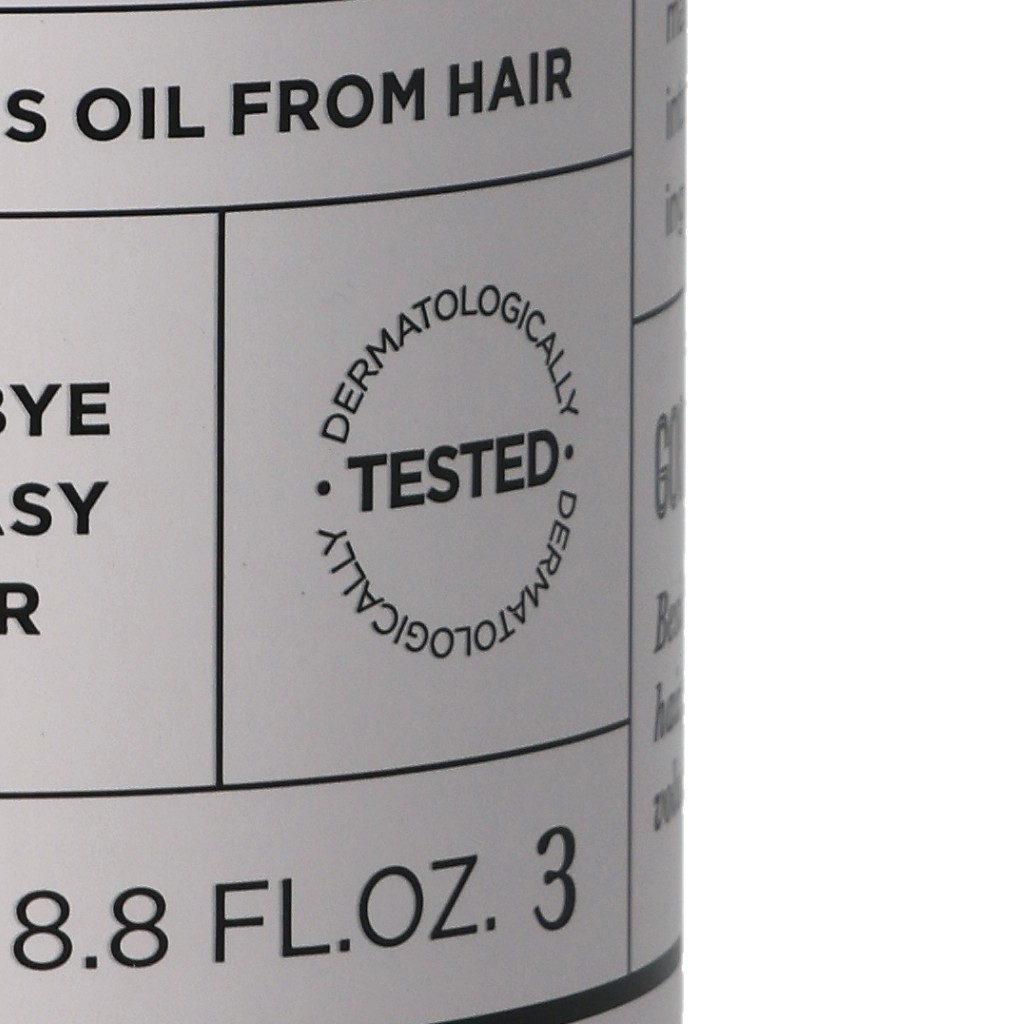 S OIL FROM HAIR
BYE
ASY
R
DERMATOLOGICALLY
• TESTED •
DERMATOLOGICALLY
8.8 FL.OZ. 3